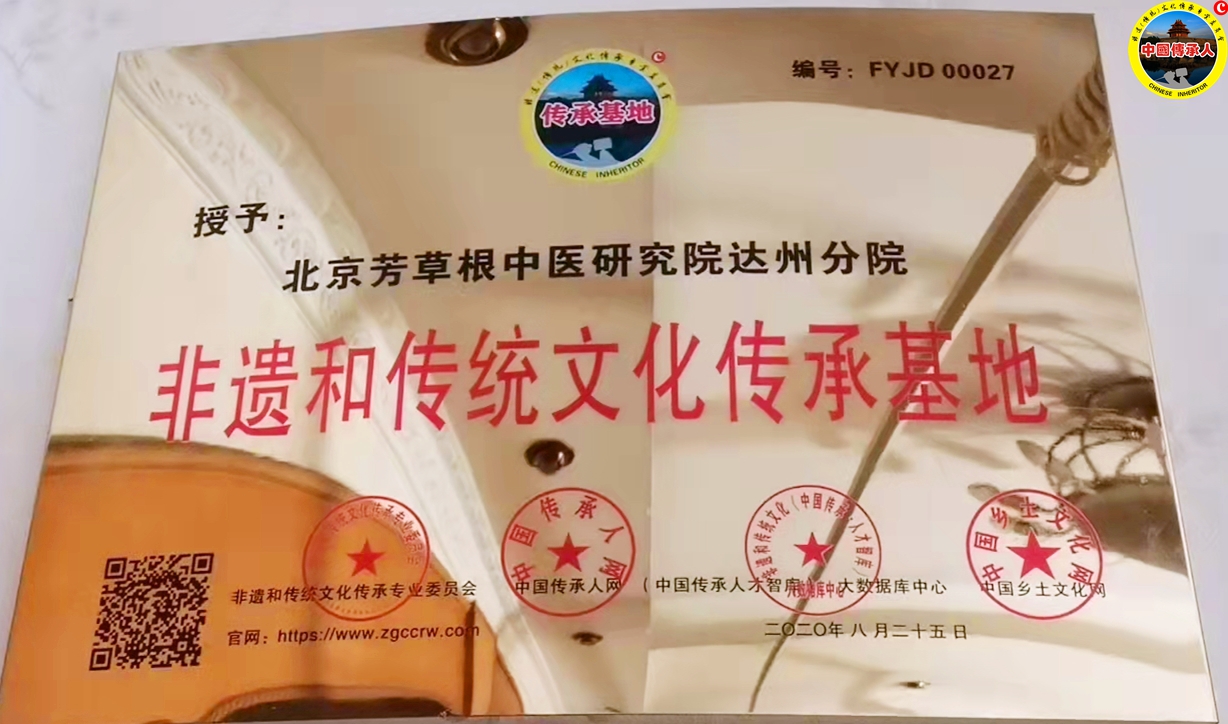 中國傳承人
CHINESE INHERITOR
编号：FYJD 00027
传承基地
CHINESE INHERITOR
授予：
北京芳草根中医研究院达州分院
非遗和传统文化传承基地
中国传承人网
中国乡土文化网
非遗和传统文化传承专业委员会 中国传承人网 （中国传承人才智库）大数据库中心 中国乡土文化网
官网：https://www.zgccrw.com
二〇二〇年八月二十五日